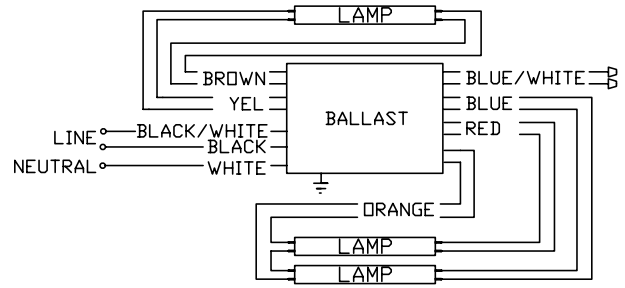 LAMP
BROWN
BLUE/WHITE
YEL
BLUE
BALLAST
RED
LINE
BLACK/WHITE
BLACK
NEUTRAL
WHITE
ORANGE
LAMP
LAMP